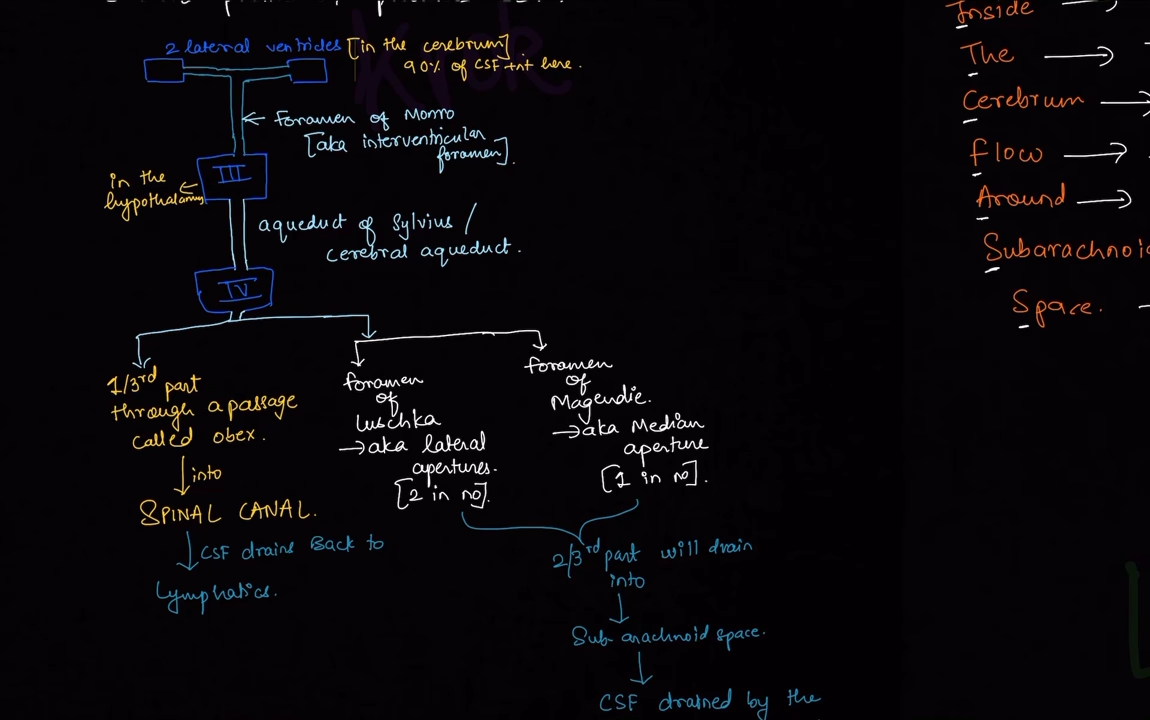 2 lateral ventricles [in the cerebrum]
90% of CSF +nt here.
Foramen of Monro
[aka interventricular
foramen].
III
in the
hypothalamus
aqueduct of Sylvius /
cerebral aqueduct.
IV
1/3rd part
through a passage
called obex.
into
SPINAL CANAL.
CSF drains Back to
Lymphatics.
foramen
of
Luschka
→aka lateral
apertures.
[2 in no].
foramen
of
Magendie.
→aka Median
aperture
[1 in no].
2/3rd part will drain
into
Sub arachnoid space.
CSF drained by the
Inside
The
Cerebrum
Flow
Around
Subarachnoid
Space.